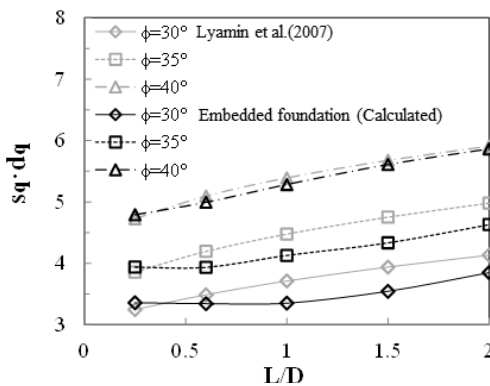 8
7
6
5
4
3
sq·dq
ϕ=30° Lyamin et al.(2007)
ϕ=35°
ϕ=40°
ϕ=30° Embedded foundation (Calculated)
ϕ=35°
ϕ=40°
0 0.5 1 1.5 2
L/D